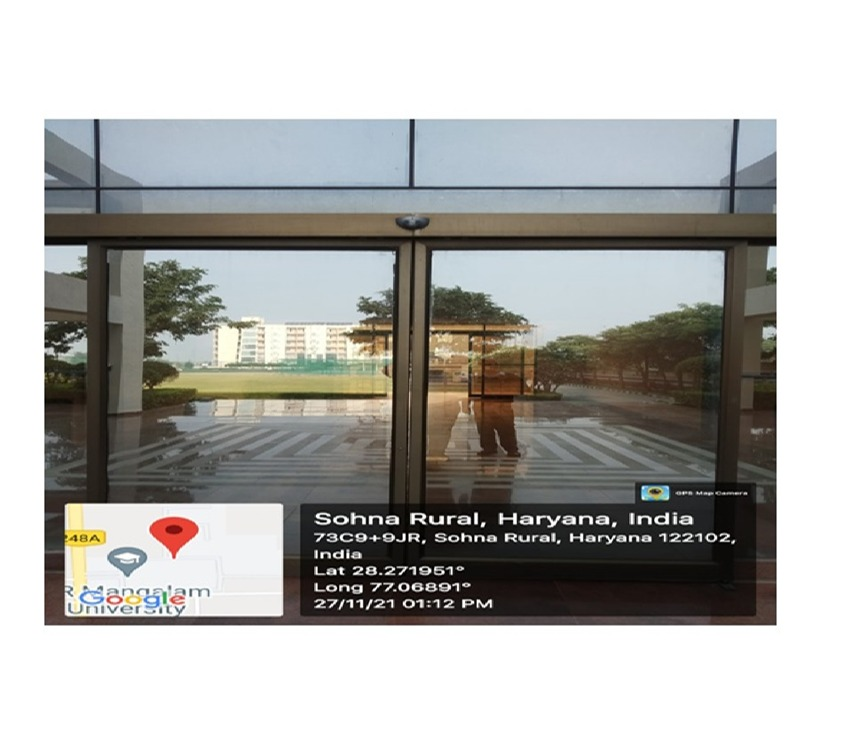 GPS Map Camera
Sohna Rural, Haryana, India
73C9+9JR, Sohna Rural, Haryana 122102,
India
Lat 28.271951°
Long 77.06891°
27/11/21 01:12 PM
248A
R Mangalam
University
Google